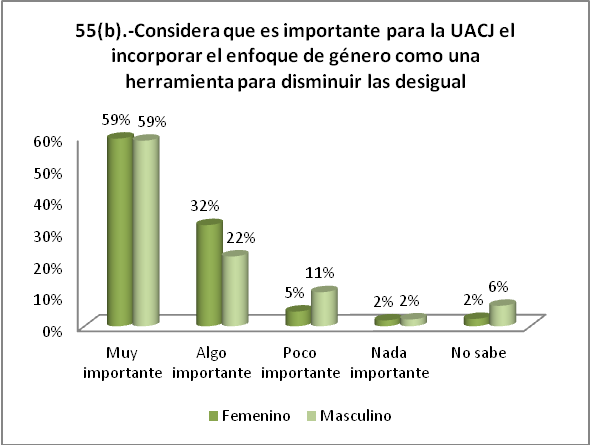 55(b).-Considera que es importante para la UACJ el
incorporar el enfoque de género como una
herramienta para disminuir las desigual
59% 59%
60%
50%
40%
32%
30%
22%
20%
11%
10%
5%
2% 2%
2%
6%
0%
Muy importante
Algo importante
Poco importante
Nada importante
No sabe
Femenino Masculino